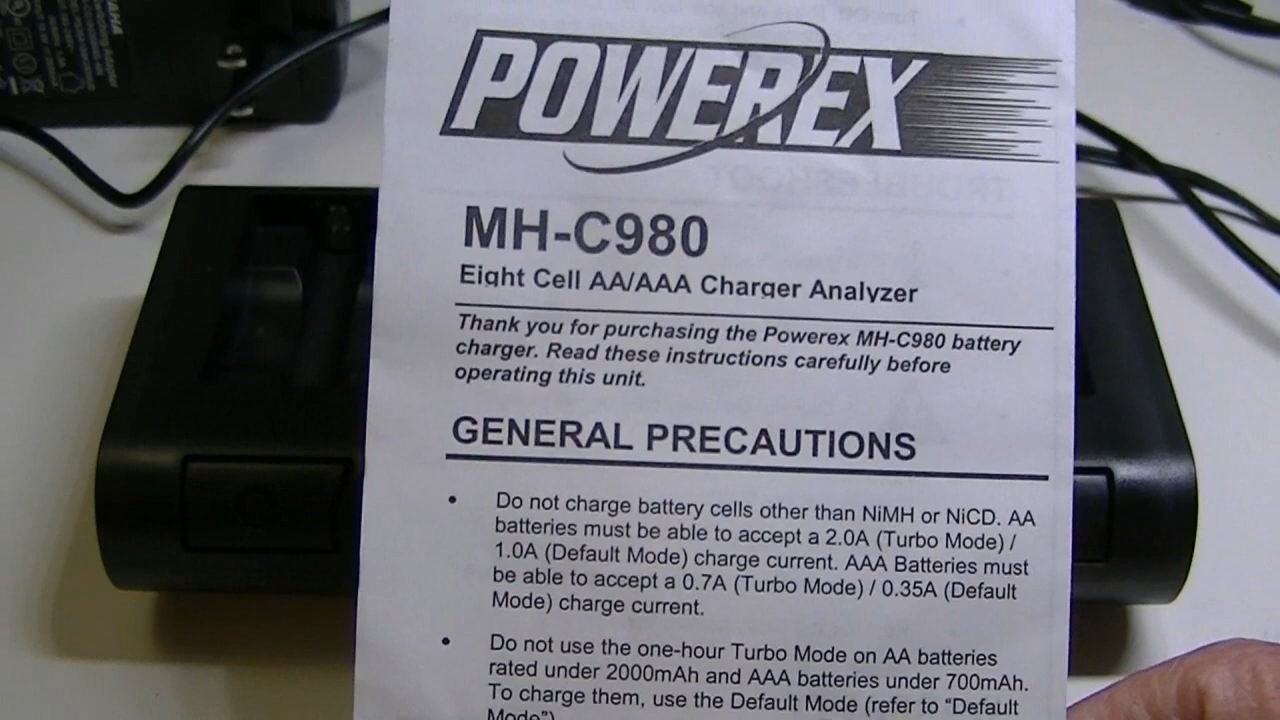 POWEREX
MH-C980
Eight Cell AA/AAA Charger Analyzer
Thank you for purchasing the Powerex MH-C980 battery
charger. Read these instructions carefully before
operating this unit.
GENERAL PRECAUTIONS
• Do not charge battery cells other than NiMH or NiCD. AA
batteries must be able to accept a 2.0A (Turbo Mode) /
1.0A (Default Mode) charge current. AAA Batteries must
be able to accept a 0.7A (Turbo Mode) / 0.35A (Default
Mode) charge current.
• Do not use the one-hour Turbo Mode on AA batteries
rated under 2000mAh and AAA batteries under 700mAh.
To charge them, use the Default Mode (refer to “Default
Mode”)